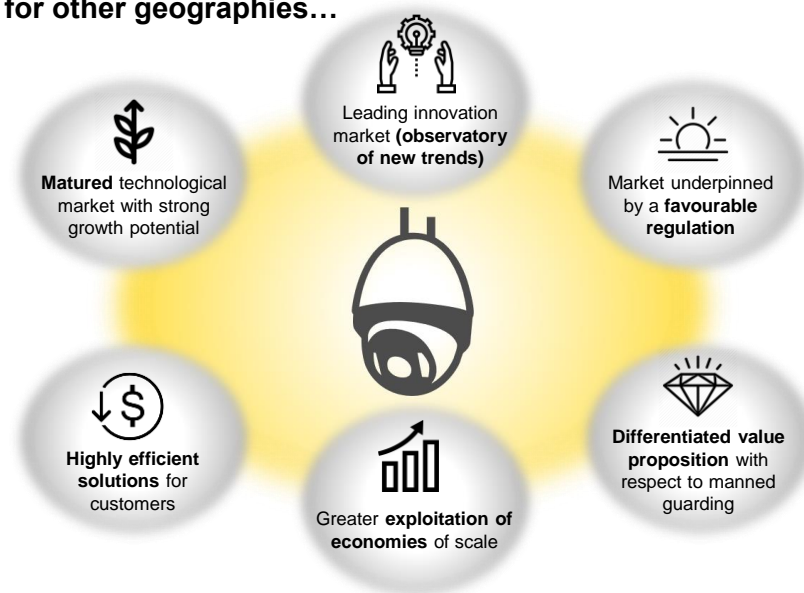 for other geographies…
Leading innovation
market (observatory
of new trends)
Matured technological
market with strong
growth potential
Market underpinned
by a favourable
regulation
Highly efficient
solutions for
customers
Greater exploitation of
economies of scale
Differentiated value
proposition with
respect to manned
guarding